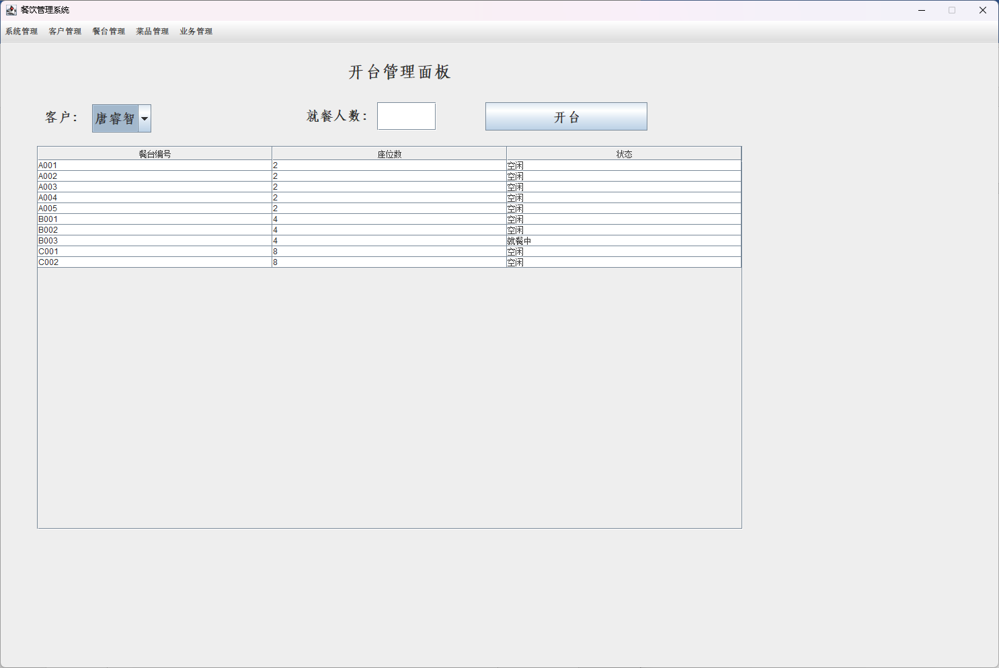 餐饮管理系统
系统管理 客户管理 餐台管理 菜品管理 业务管理
开台管理面板
客户： 唐睿智 就餐人数： 开台
餐台编号 座位数 状态
A001 2 空闲
A002 2 空闲
A003 2 空闲
A004 2 空闲
A005 2 空闲
B001 4 空闲
B002 4 空闲
B003 4 就餐中
C001 8 空闲
C002 8 空闲